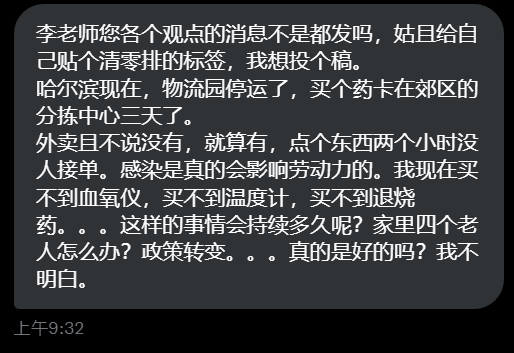 李老师您各个观点的消息不是都发吗，姑且给自
己贴个清零排的标签，我想投个稿。
哈尔滨现在，物流园停运了，买个药卡在郊区的
分拣中心三天了。
外卖且不说没有，就算有，点个东西两个小时没
人接单。感染是真的会影响劳动力的。我现在买
不到血氧仪，买不到温度计，买不到退烧
药。。。这样的事情会持续多久呢？家里四个老
人怎么办？政策转变。。。真的是好的吗？我不
明白。
上午9:32